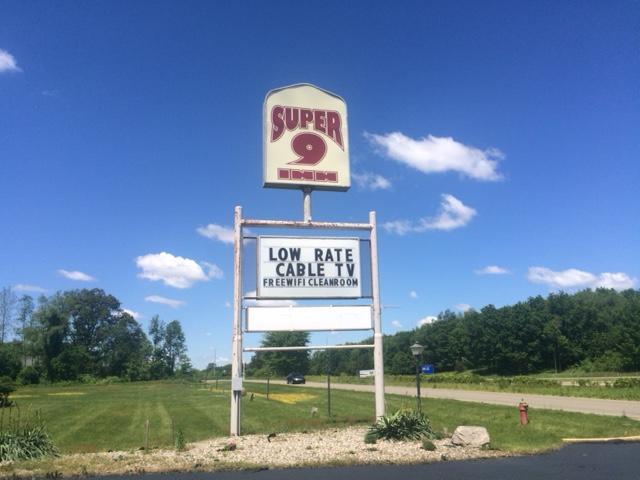 SUPER
9
INN
LOW RATE
CABLE TV
FREEWIFI CLEANROOM